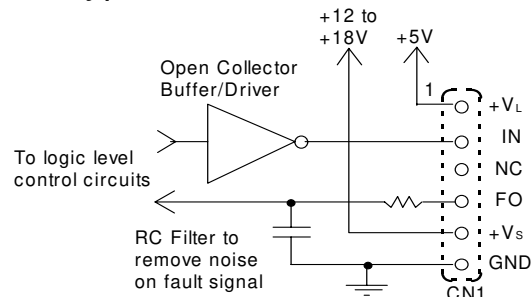 +12 to
+18V
+5V
Open Collector
Buffer/Driver
1
+VL
IN
To logic level
control circuits
NC
FO
RC Filter to
remove noise
on fault signal
+Vs
GND
CN1